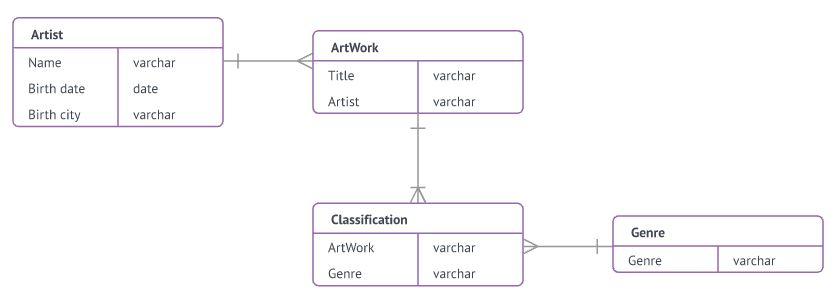 Artist
Name varchar
Birth date date
Birth city varchar
ArtWork
Title varchar
Artist varchar
Classification
ArtWork varchar
Genre varchar
Genre
Genre varchar